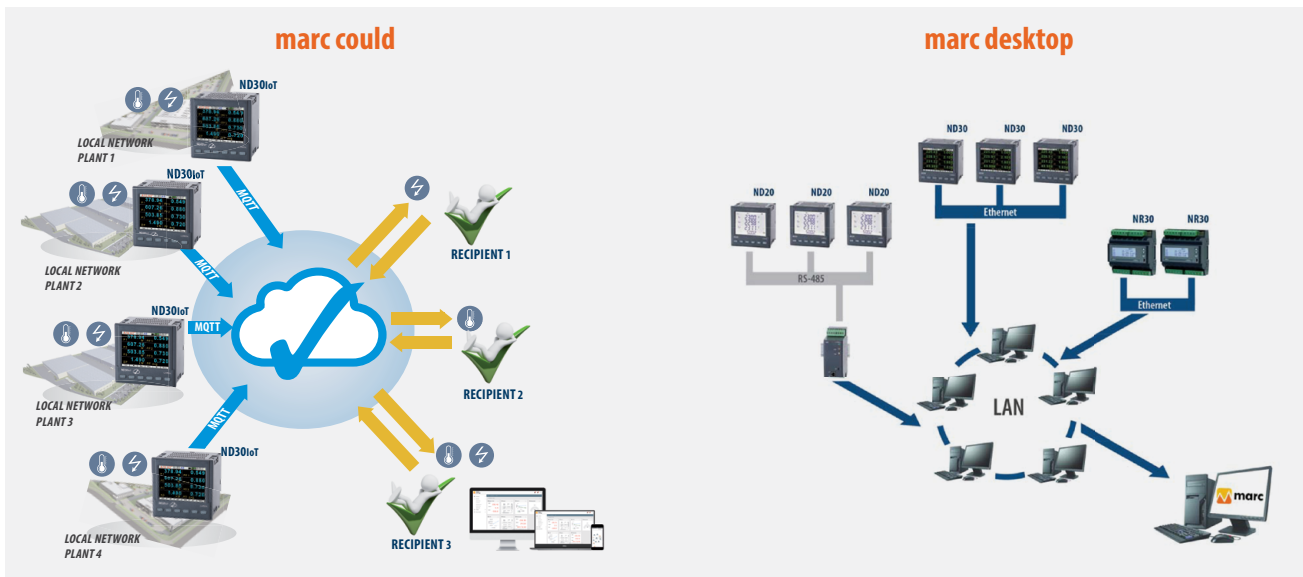 marc could
ND30IoT
LOCAL NETWORK
PLANT 1
MQTT
ND30IoT
LOCAL NETWORK
PLANT 2
MQTT
ND30IoT
LOCAL NETWORK
PLANT 3
MQTT
ND30IoT
LOCAL NETWORK
PLANT 4
MQTT
RECIPIENT 1
RECIPIENT 2
RECIPIENT 3
marc desktop
ND30 ND30 ND30
Ethernet
ND20 ND20 ND20
RS-485
NR30 NR30
Ethernet
LAN
marc